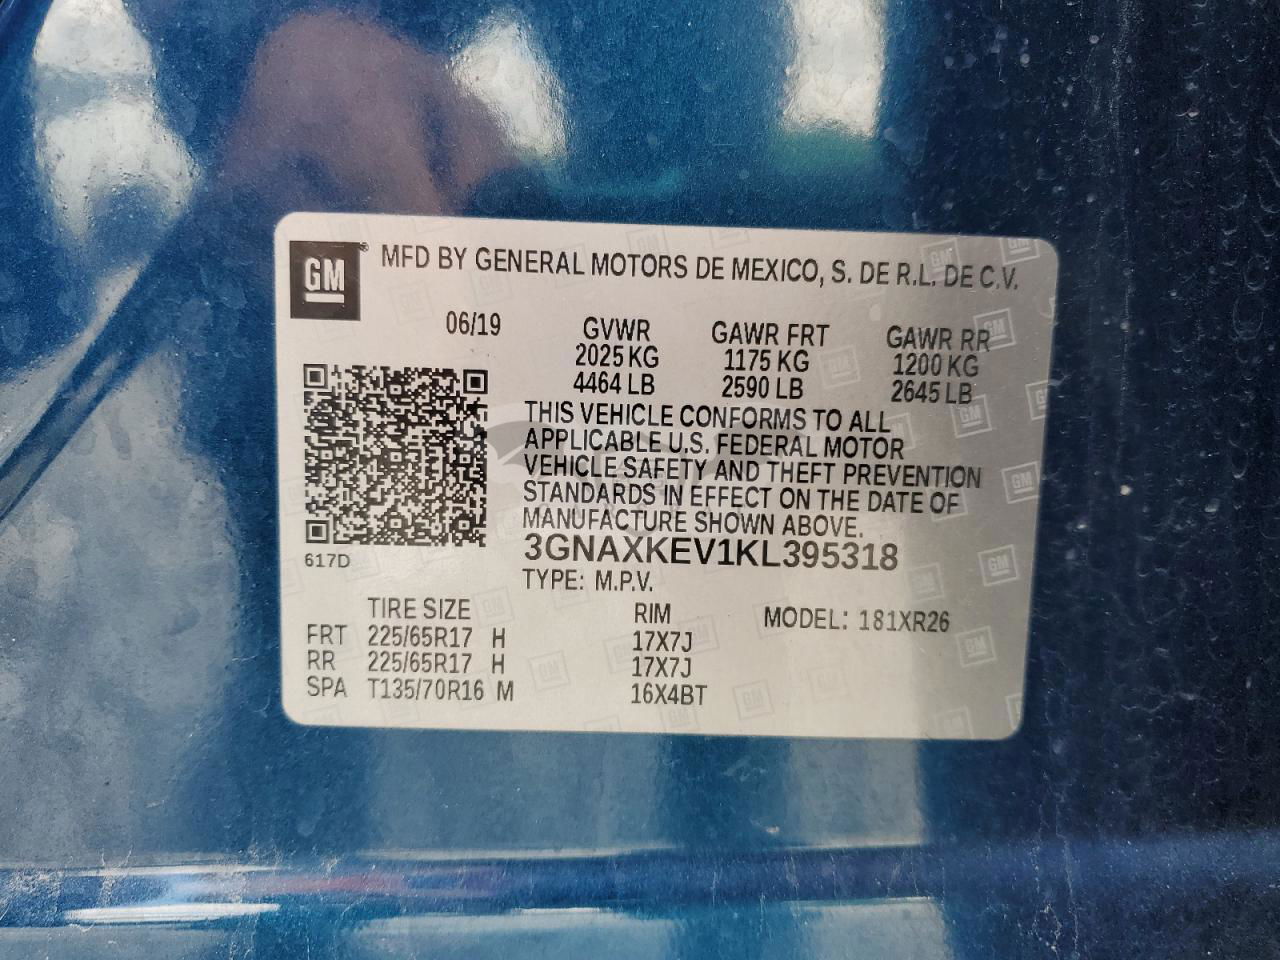 GM
MFD BY GENERAL MOTORS DE MEXICO, S. DE R.L. DE C.V.
06/19 GVWR GAWR FRT GAWR RR
2025 KG 1175 KG 1200 KG
4464 LB 2590 LB 2645 LB
THIS VEHICLE CONFORMS TO ALL
APPLICABLE U.S. FEDERAL MOTOR
VEHICLE SAFETY AND THEFT PREVENTION
STANDARDS IN EFFECT ON THE DATE OF
MANUFACTURE SHOWN ABOVE.
617D
3GNAXKEV1KL395318
TYPE: M.P.V.
TIRE SIZE RIM MODEL: 181XR26
FRT 225/65R17 H 17X7J
RR 225/65R17 H 17X7J
SPA T135/70R16 M 16X4BT